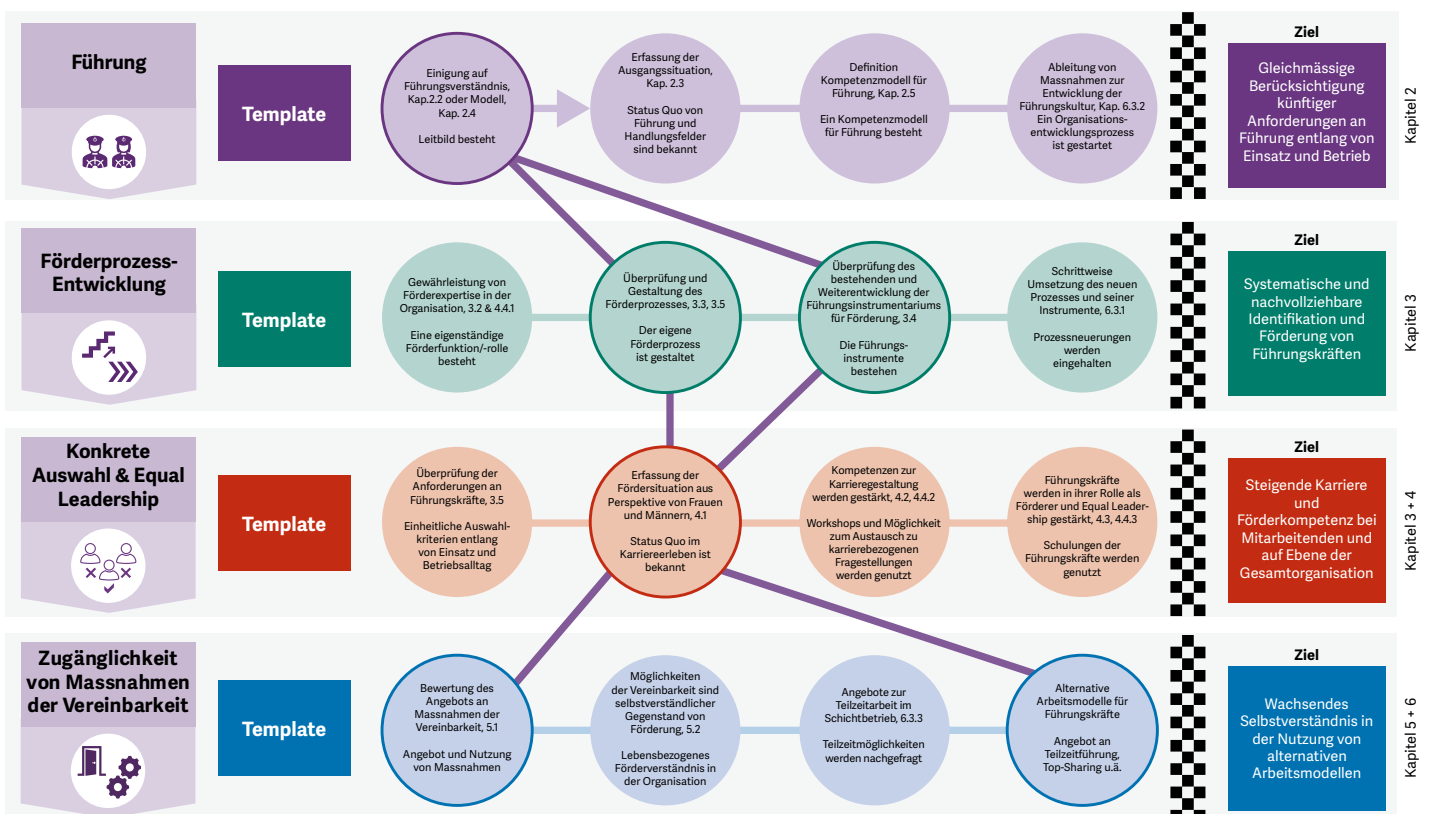 Führung
Template
Einigung auf
Führungsverständnis,
Kap.2.2 oder Modell,
Kap. 2.4
Leitbild besteht
Erfassung der
Ausgangssituation,
Kap. 2.3
Status Quo von
Führung und
Handlungsfelder
sind bekannt
Definition
Kompetenzmodell für
Führung, Kap. 2.5
Ein Kompetenzmodell
für Führung besteht
Ableitung von
Massnahmen zur
Entwicklung der
Führungskultur, Kap. 6.3.2
Ein Organisations-
entwicklungsprozess
ist gestartet
Ziel
Gleichmässige
Berücksichtigung
künftiger
Anforderungen an
Führung entlang von
Einsatz und Betrieb
Kapitel 2
Förderprozess-
Entwicklung
Template
Gewährleistung von
Förderexpertise in der
Organisation, 3.2 & 4.4.1
Eine eigenständige
Förderfunktion/-rolle
besteht
Überprüfung und
Gestaltung des
Förderprozesses, 3.3, 3.5
Der eigene
Förderprozess
ist gestaltet
Überprüfung des
bestehenden und
Weiterentwicklung der
Führungsinstrumentariums
für Förderung, 3.4
Die Führungs-
instrumente
bestehen
Schrittweise
Umsetzung des neuen
Prozesses und seiner
Instrumente, 6.3.1
Prozessneuerungen
werden
eingehalten
Ziel
Systematische und
nachvollziehbare
Identifikation und
Förderung von
Führungskräften
Kapitel 3
Konkrete
Auswahl & Equal
Leadership
Template
Überprüfung der
Anforderungen an
Führungskräfte, 3.5
Einheitliche Auswahl-
kriterien entlang
von Einsatz und
Betriebsalltag
Erfassung der
Fördersituation aus
Perspektive von Frauen
und Männern, 4.1
Status Quo im
Karriereerleben ist
bekannt
Kompetenzen zur
Karrieregestaltung
werden gestärkt, 4.2, 4.4.2
Workshops und Möglichkeit
zum Austausch zu
karrierebezogenen
Fragestellungen
werden genutzt
Führungskräfte
werden in ihrer Rolle als
Förderer und Equal Leader-
ship gestärkt, 4.3, 4.4.3
Schulungen der
Führungskräfte werden
genutzt
Ziel
Steigende Karriere
und
Förderkompetenz bei
Mitarbeitenden und
auf Ebene der
Gesamtorganisation
Kapitel 3 + 4
Zugänglichkeit
von Massnahmen
der Vereinbarkeit
Template
Bewertung des
Angebots an
Massnahmen der
Vereinbarkeit, 5.1
Angebot und Nutzung
von Massnahmen
Möglichkeiten
der Vereinbarkeit sind
selbstverständlicher
Gegenstand von
Förderung, 5.2
Lebensbezogenes
Förderverständnis in
der Organisation
Angebote zur
Teilzeitarbeit im
Schichtbetrieb, 6.3.3
Teilzeitmöglichkeiten
werden nachgefragt
Alternative
Arbeitsmodelle für
Führungskräfte
Angebot an
Teilzeitführung,
Top-Sharing u.ä.
Ziel
Wachsendes
Selbstverständnis in
der Nutzung von
alternativen
Arbeitsmodellen
Kapitel 5 + 6